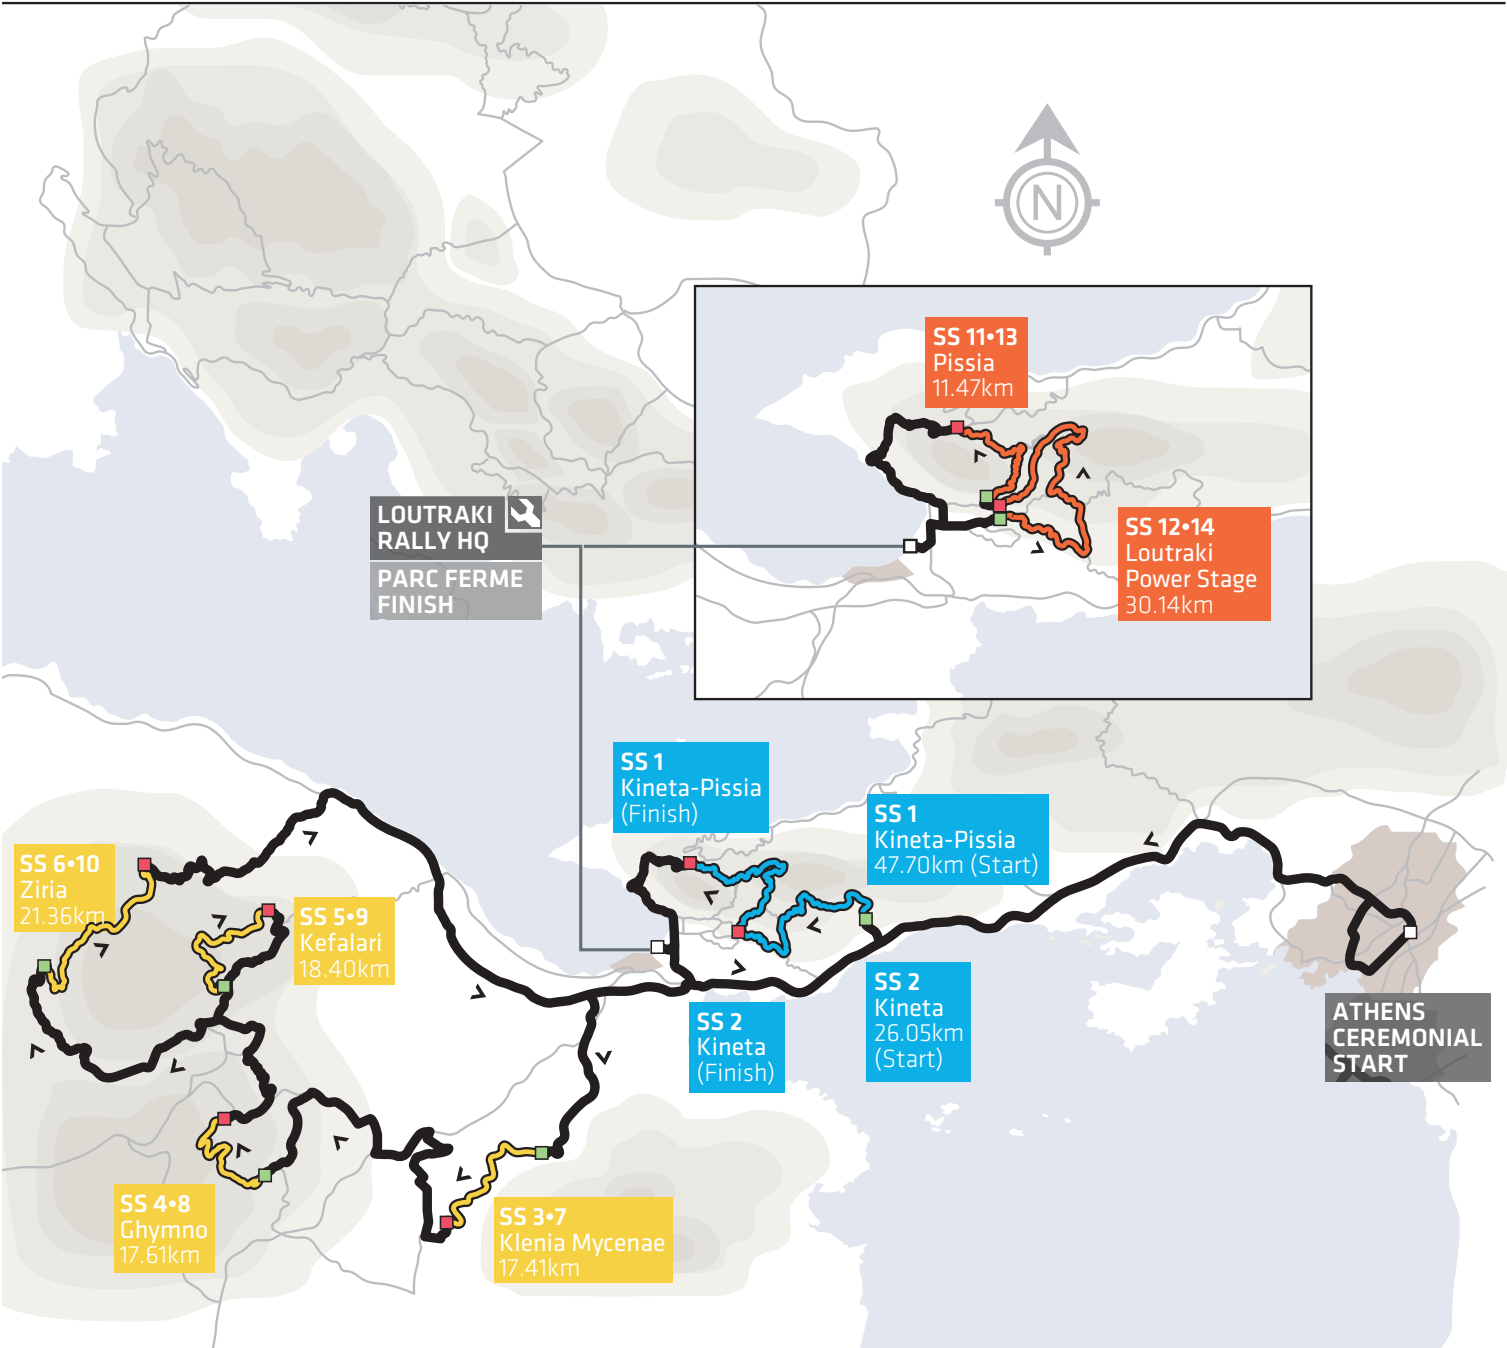 N
SS 11•13
Pissia
11.47km
LOUTRAKI
RALLY HQ
PARC FERME
FINISH
SS 12•14
Loutraki
Power Stage
30.14km
SS 1
Kineta-Pissia
(Finish)
SS 1
Kineta-Pissia
47.70km (Start)
SS 6•10
Ziria
21.36km
SS 5•9
Kefalari
18.40km
SS 2
Kineta
26.05km
(Start)
SS 2
Kineta
(Finish)
ATHENS
CEREMONIAL
START
SS 4•8
Ghymno
17.61km
SS 3•7
Klenia Mycenae
17.41km